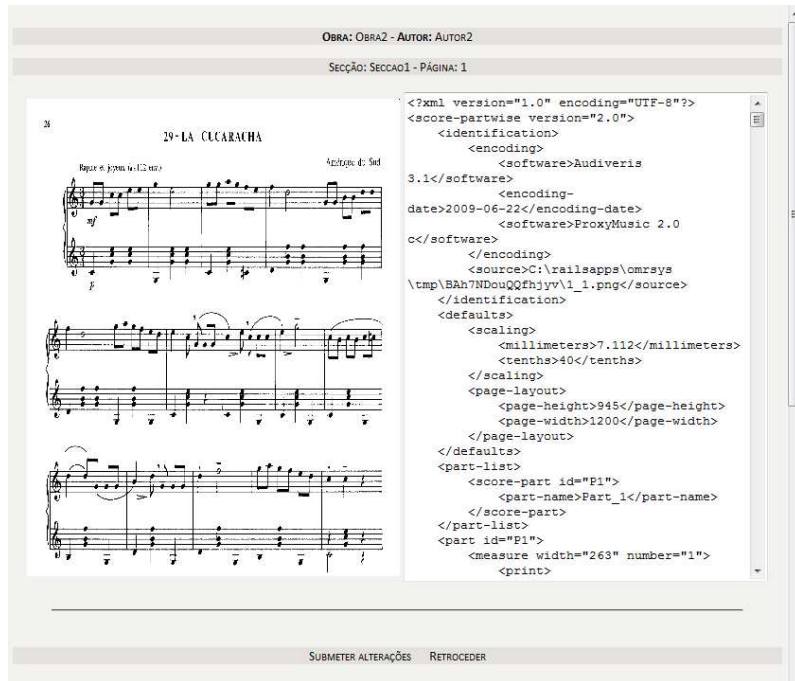 OBRA: OBRA2 - AUTOR: AUTOR2
SECÇÃO: SECCAO1 - PÁGINA: 1
26
29-LA CUCARACHA
Amérique du Sud
mf
p
<?xml version="1.0" encoding="UTF-8"?>
<score-partwise version="2.0">
<identification>
<encoding>
<software>Audiveris
3.1</software>
<encoding-
date>2009-06-22</encoding-date>
<software>ProxyMusic 2.0
c</software>
</encoding>
<source>C:\railsapps\omrsys
\tmp\BAh7NDouQQfhjyv\1_1.png</source>
</identification>
<defaults>
<scaling>
<millimeters>7.112</millimeters>
<tenths>40</tenths>
</scaling>
<page-layout>
<page-height>945</page-height>
<page-width>1200</page-width>
</page-layout>
</defaults>
<part-list>
<score-part id="P1">
<part-name>Part_1</part-name>
</score-part>
</part-list>
<part id="P1">
<measure width="263" number="1">
<print>
SUBMETER ALTERAÇÕES RETROCEDER